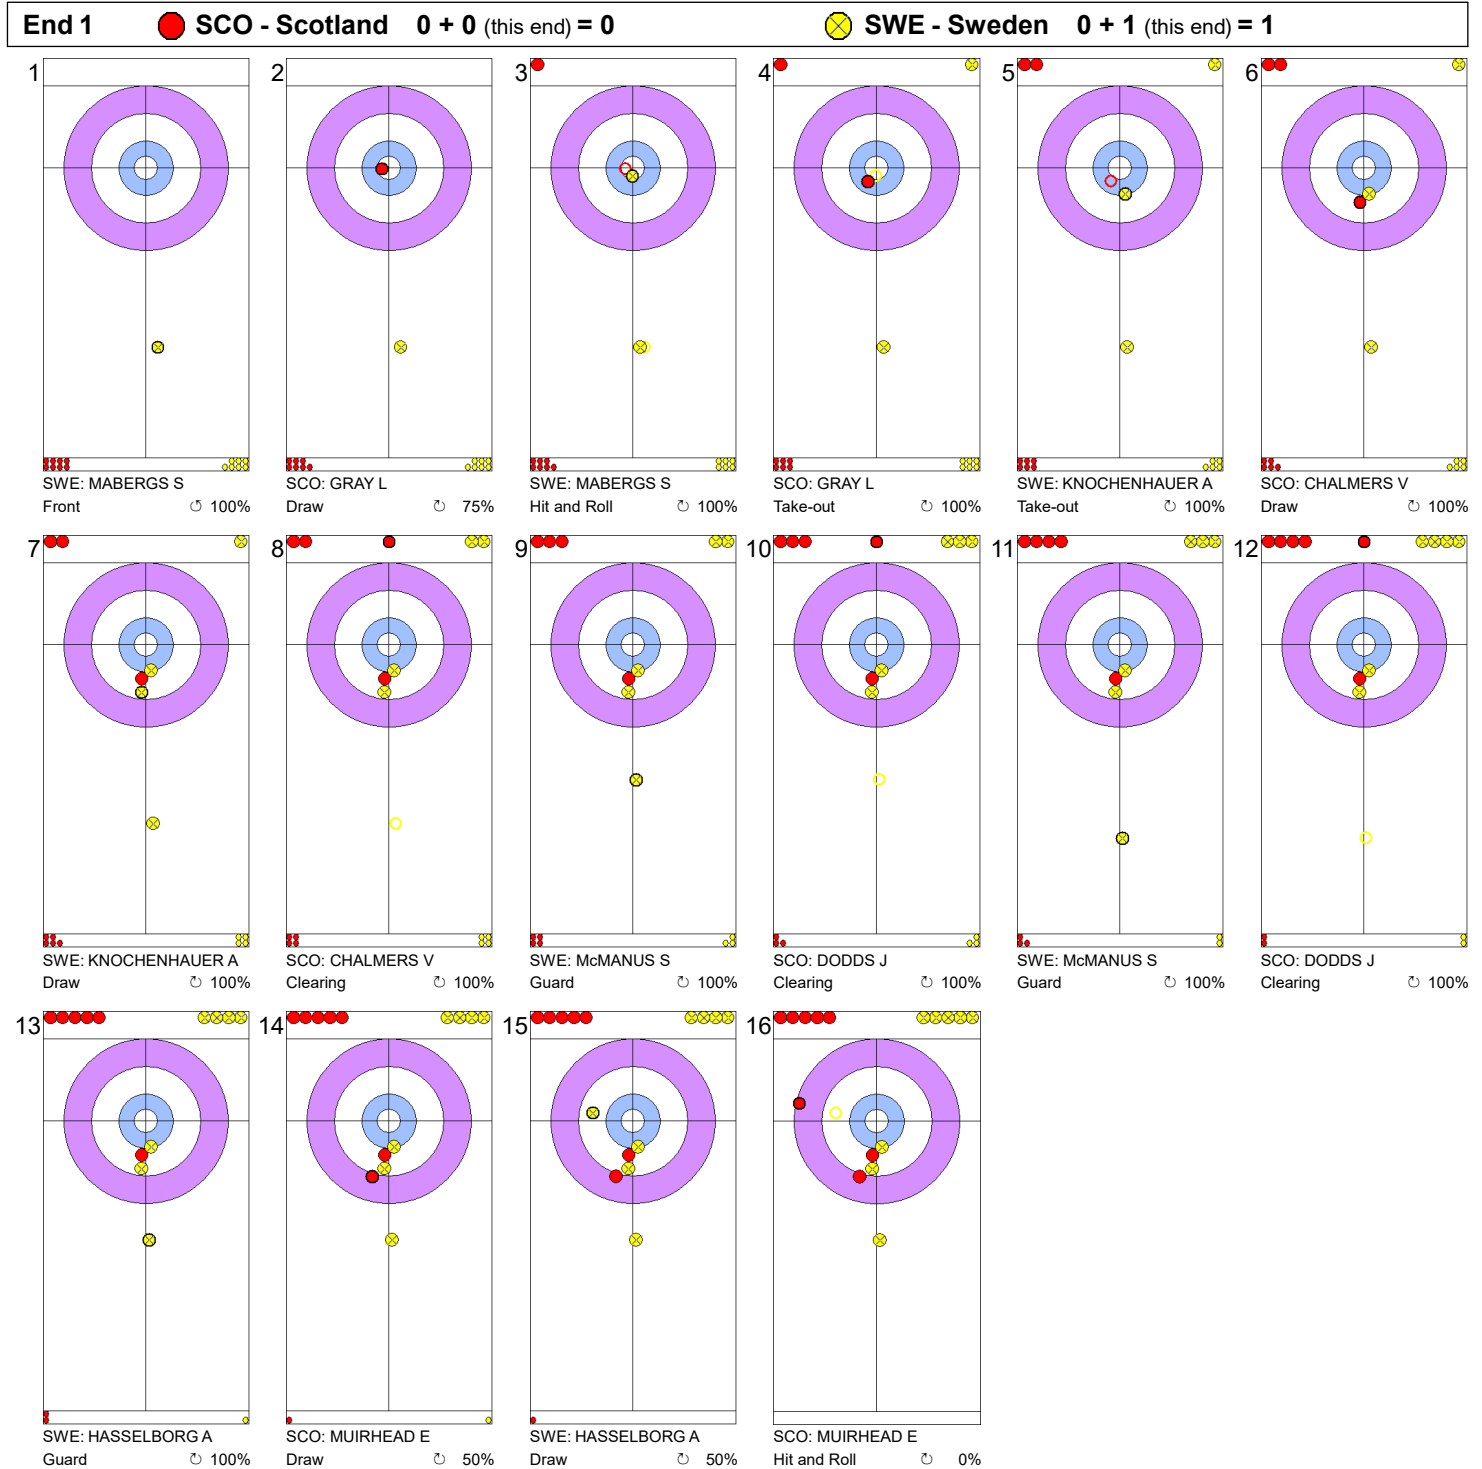 End 1 SCO - Scotland 0 + 0 (this end) = 0 SWE - Sweden 0 + 1 (this end) = 1
1 2 3 4 5 6
SWE: MABERGS S SCO: GRAY L SWE: MABERGS S SCO: GRAY L SWE: KNOCHENHAUER A SCO: CHALMERS V
Front ↺ 100% Draw ↺ 75% Hit and Roll ↻ 100% Take-out ↻ 100% Take-out ↻ 100% Draw ↻ 100%
7 8 9 10 11 12
SWE: KNOCHENHAUER A SCO: CHALMERS V SWE: McMANUS S SCO: DODDS J SWE: McMANUS S SCO: DODDS J
Draw ↻ 100% Clearing ↻ 100% Guard ↻ 100% Clearing ↻ 100% Guard ↻ 100% Clearing ↻ 100%
13 14 15 16
SWE: HASSELBORG A SCO: MUIRHEAD E SWE: HASSELBORG A SCO: MUIRHEAD E
Guard ↻ 100% Draw ↻ 50% Draw ↻ 50% Hit and Roll ↻ 0%